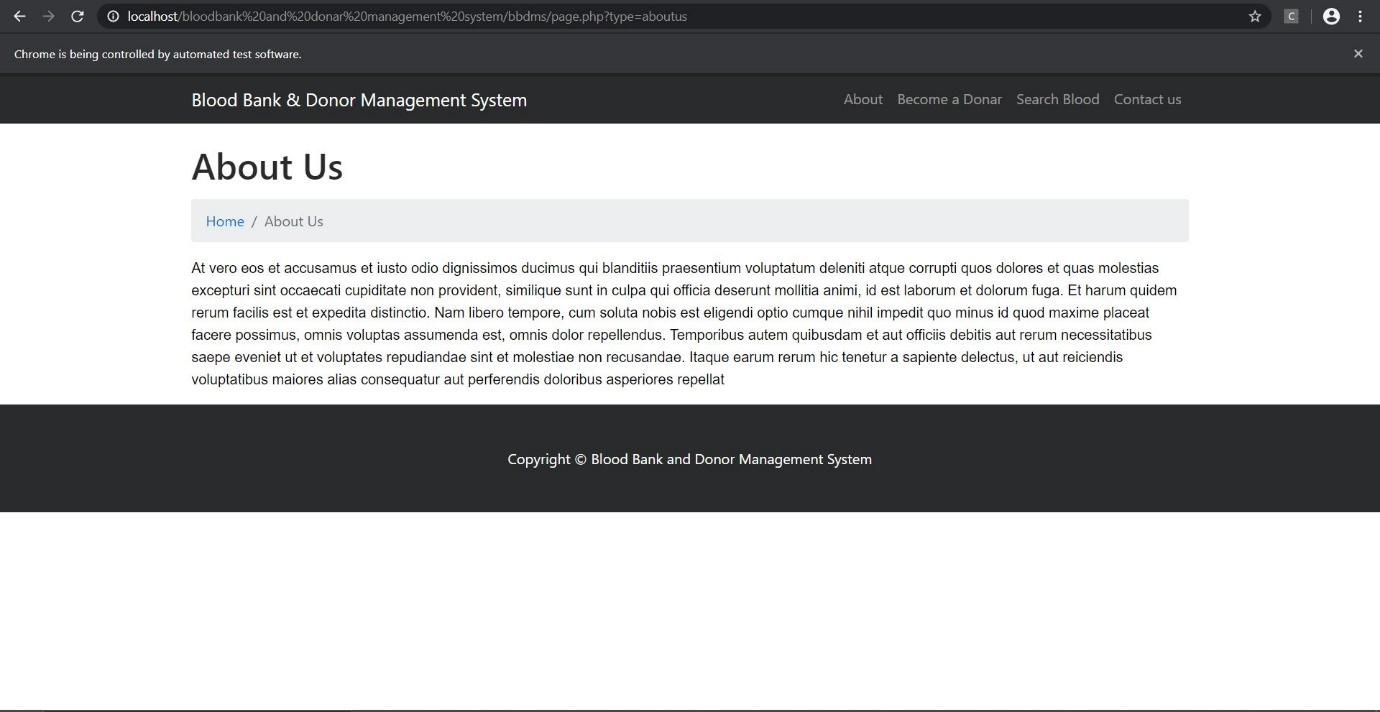 localhost/bloodbank%20and%20donar%20management%20system/bbdms/page.php?type=aboutus
C
Chrome is being controlled by automated test software.
Blood Bank & Donor Management System
About Become a Donar Search Blood Contact us
About Us
Home / About Us
At vero eos et accusamus et iusto odio dignissimos ducimus qui blanditiis praesentium voluptatum deleniti atque corrupti quos dolores et quas molestias
excepturi sint occaecati cupiditate non provident, similique sunt in culpa qui officia deserunt mollitia animi, id est laborum et dolorum fuga. Et harum quidem
rerum facilis est et expedita distinctio. Nam libero tempore, cum soluta nobis est eligendi optio cumque nihil impedit quo minus id quod maxime placeat
facere possimus, omnis voluptas assumenda est, omnis dolor repellendus. Temporibus autem quibusdam et aut officiis debitis aut rerum necessitatibus
saepe eveniet ut et voluptates repudiandae sint et molestiae non recusandae. Itaque earum rerum hic tenetur a sapiente delectus, ut aut reiciendis
voluptatibus maiores alias consequatur aut perferendis doloribus asperiores repellat
Copyright © Blood Bank and Donor Management System